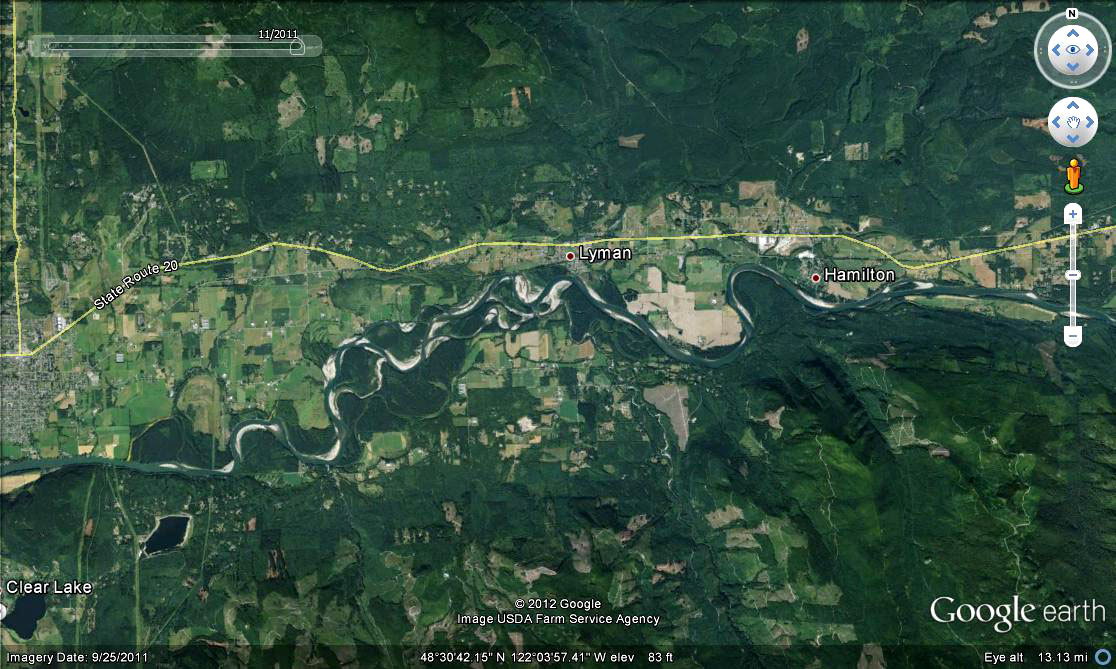 11/2011
N
State Route 20
Lyman
Hamilton
Clear Lake
© 2012 Google
Image USDA Farm Service Agency
Google earth
Imagery Date: 9/25/2011
48°30'42.15" N 122°03'57.41" W elev 83 ft
Eye alt 13.13 mi